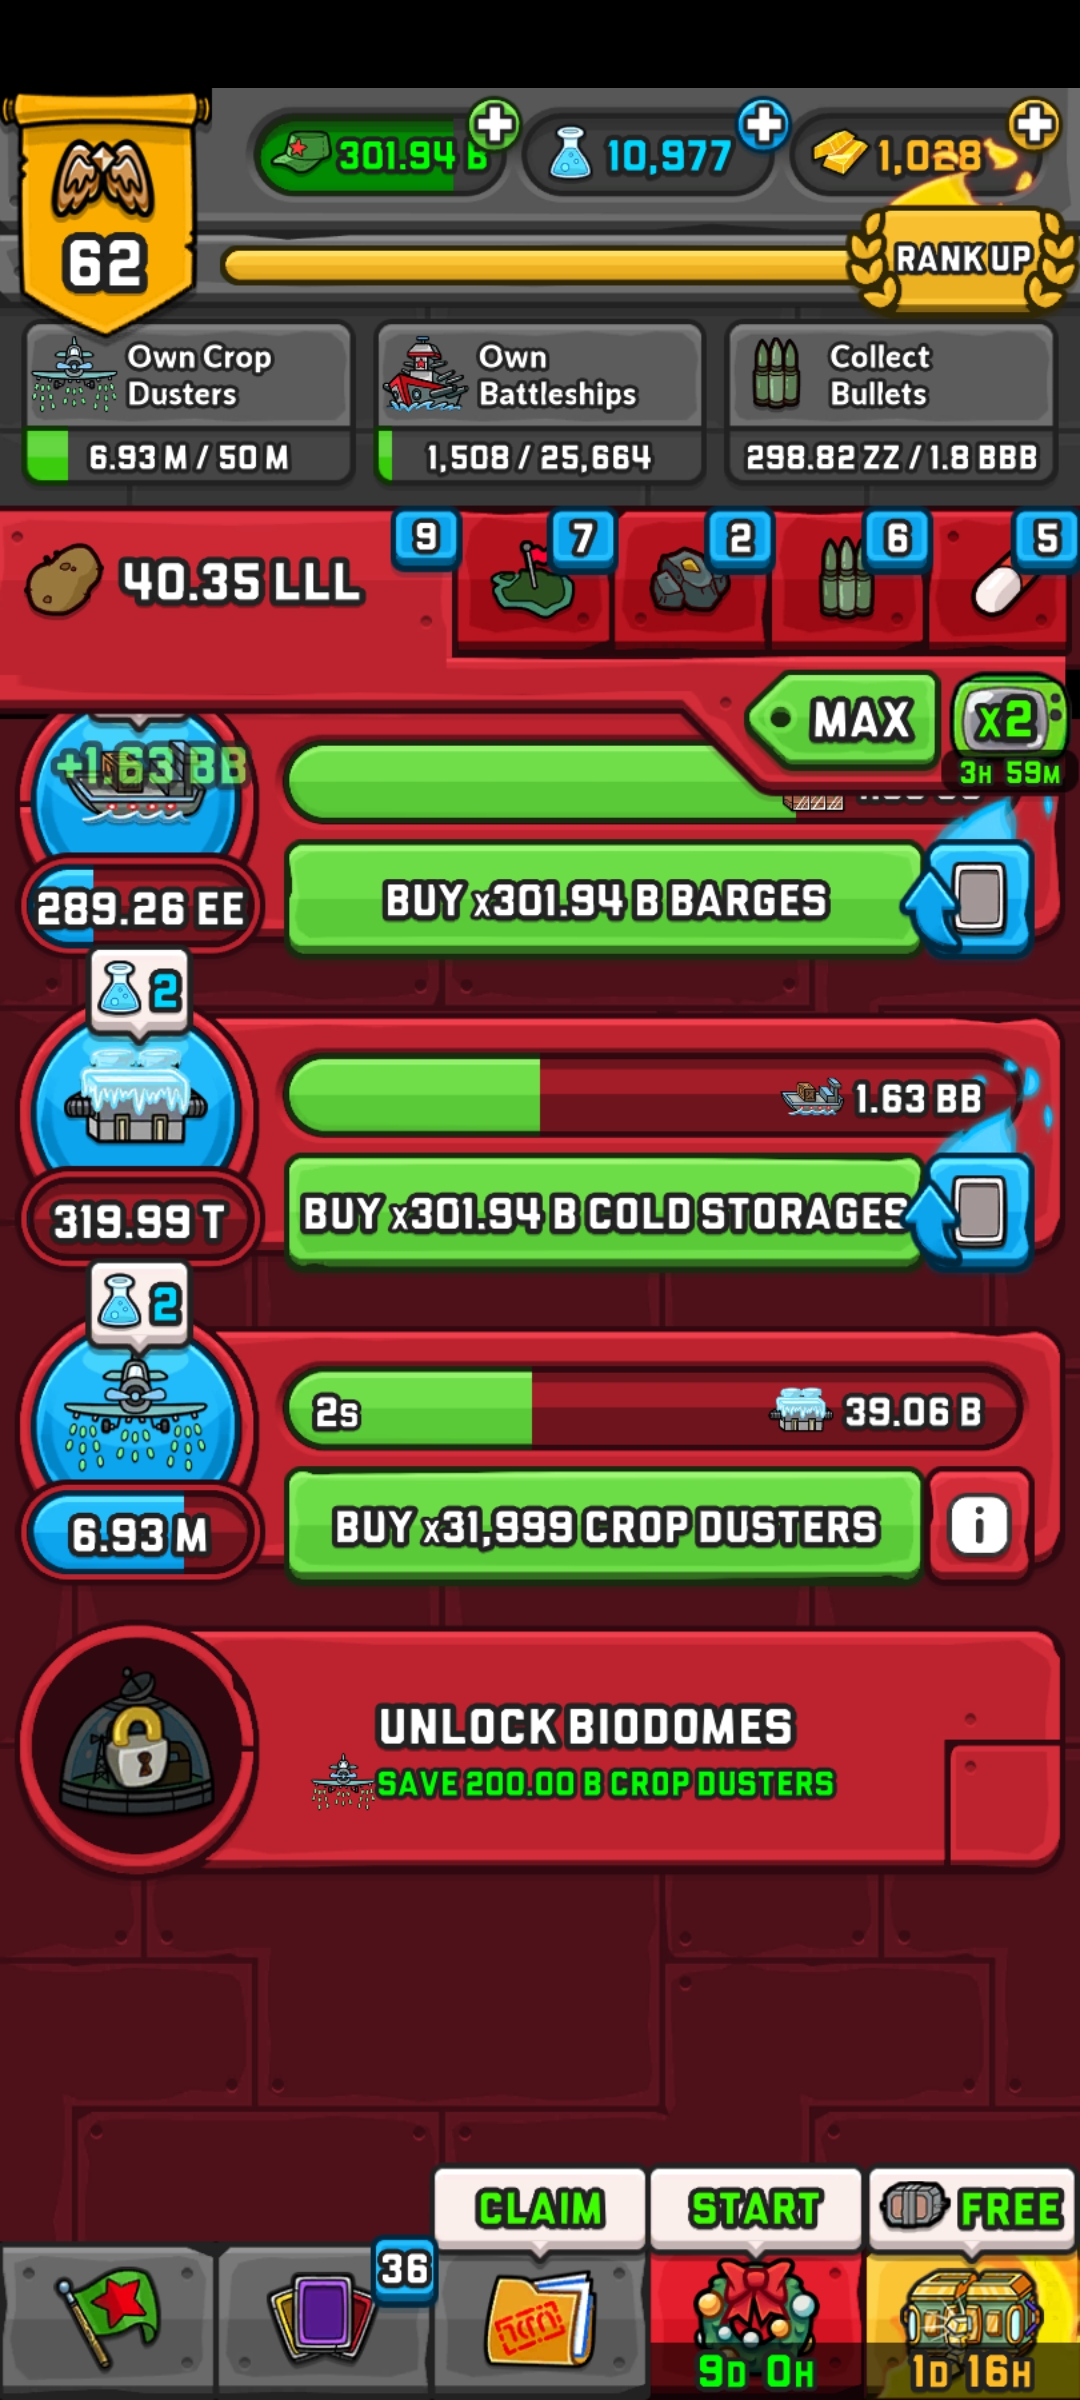 301.94 B
10,977
1,028
62
RANK UP
Own Crop
Dusters
6.93 M / 50 M
Own
Battleships
1,508 / 25,664
Collect
Bullets
298.82 ZZ / 1.8 BBB
40.35 LLL
9
7
2
6
5
MAX
x2
3H 59M
+1.63 BB
289.26 EE
BUY x301.94 B BARGES
2
1.63 BB
319.99 T
BUY x301.94 B COLD STORAGES
2
2s
39.06 B
6.93 M
BUY x31,999 CROP DUSTERS
i
UNLOCK BIODOMES
SAVE 200.00 B CROP DUSTERS
CLAIM
START
FREE
36
9D 0H
1D 16H